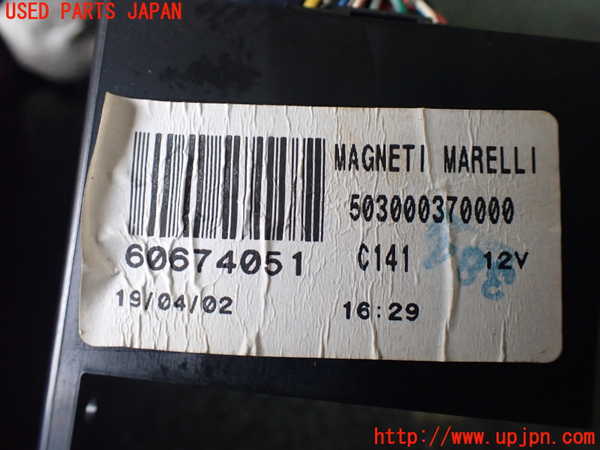 USED PARTS JAPAN
MAGNETI MARELLI
503000370000
60674051
C141
12V
19/04/02
16:29
http://www.upjpn.com/